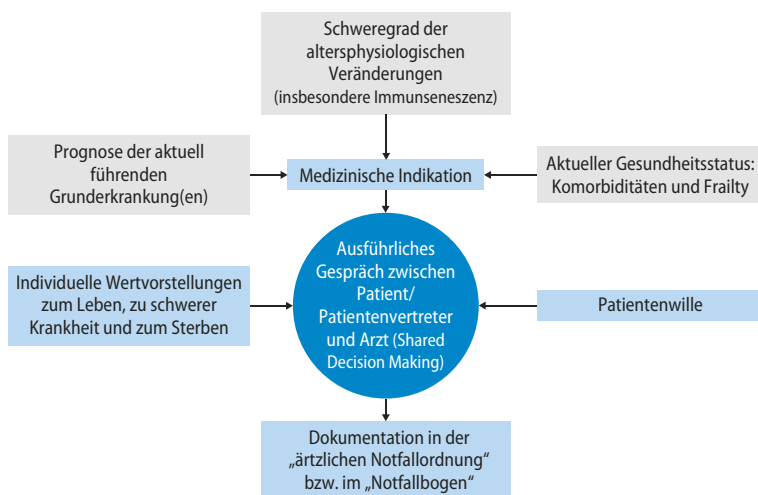 Schweregrad der
altersphysiologischen
Veränderungen
(insbesondere Immunseneszenz)
Prognose der aktuell
führenden
Grunderkrankung(en)
Medizinische Indikation
Aktueller Gesundheitsstatus:
Komorbiditäten und Frailty
Individuelle Wertvorstellungen
zum Leben, zu schwerer
Krankheit und zum Sterben
Ausführliches
Gespräch zwischen
Patient/
Patientenvertreter
und Arzt (Shared
Decision Making)
Patientenwille
Dokumentation in der
„ärtzlichen Notfallordnung“
bzw. im „Notfallbogen“